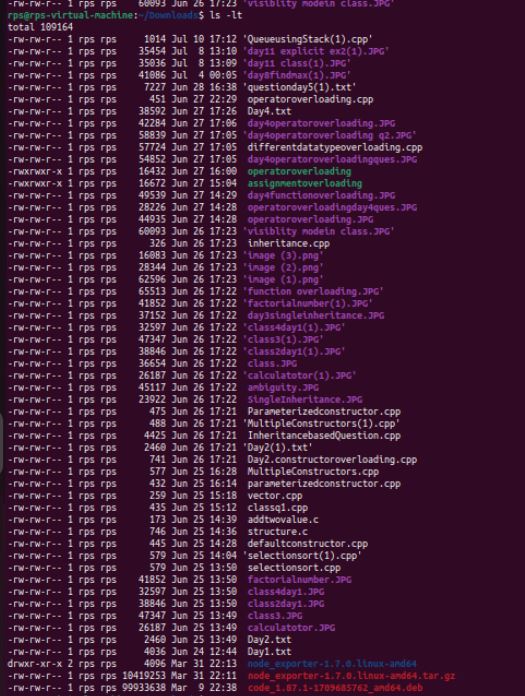 -rw-rw-r-- 1 rps rps    60093 Jun 26 17:23 'visiblity modein class.JPG'
rps@rps-virtual-machine:~/Downloads$ ls -lt
total 109164
-rw-rw-r-- 1 rps rps     1014 Jul 10 17:12 'QueueusingStack(1).cpp'
-rw-rw-r-- 1 rps rps    35454 Jul  8 13:10 'day11 explicit ex2(1).JPG'
-rw-rw-r-- 1 rps rps    35036 Jul  8 13:09 'day11 class(1).JPG'
-rw-rw-r-- 1 rps rps    41086 Jul  4 00:05 'day8findmax(1).JPG'
-rw-rw-r-- 1 rps rps     7227 Jun 28 16:38 'questionday5(1).txt'
-rw-rw-r-- 1 rps rps      451 Jun 27 22:29  operatoroverloading.cpp
-rw-rw-r-- 1 rps rps    38592 Jun 27 17:26  Day4.txt
-rw-rw-r-- 1 rps rps    42284 Jun 27 17:06  day4operatoroverloading.JPG
-rw-rw-r-- 1 rps rps    58839 Jun 27 17:05 'day4operatoroverloading q2.JPG'
-rw-rw-r-- 1 rps rps    57724 Jun 27 17:05  differentdatatypeoverloading.cpp
-rw-rw-r-- 1 rps rps    54852 Jun 27 17:05  day4operatoroverloadingques.JPG
-rwxrwxr-x 1 rps rps    16432 Jun 27 16:00  operatoroverloading
-rwxrwxr-x 1 rps rps    16672 Jun 27 15:04  assignmentoverloading
-rw-rw-r-- 1 rps rps    49539 Jun 27 14:29  day4functionoverloading.JPG
-rw-rw-r-- 1 rps rps    28226 Jun 27 14:28  operatoroverloadingday4ques.JPG
-rw-rw-r-- 1 rps rps    44935 Jun 27 14:28  operatoroverloading.JPG
-rw-rw-r-- 1 rps rps    60093 Jun 26 17:23 'visiblity modein class.JPG'
-rw-rw-r-- 1 rps rps      326 Jun 26 17:23  inheritance.cpp
-rw-rw-r-- 1 rps rps    16083 Jun 26 17:23 'image (3).png'
-rw-rw-r-- 1 rps rps    28344 Jun 26 17:23 'image (2).png'
-rw-rw-r-- 1 rps rps    62596 Jun 26 17:23 'image (1).png'
-rw-rw-r-- 1 rps rps    65513 Jun 26 17:22 'function overloading.JPG'
-rw-rw-r-- 1 rps rps    41852 Jun 26 17:22 'factorialnumber(1).JPG'
-rw-rw-r-- 1 rps rps    37152 Jun 26 17:22  day3singleinheritance.JPG
-rw-rw-r-- 1 rps rps    32597 Jun 26 17:22 'class4day1(1).JPG'
-rw-rw-r-- 1 rps rps    47347 Jun 26 17:22 'class3(1).JPG'
-rw-rw-r-- 1 rps rps    38846 Jun 26 17:22 'class2day1(1).JPG'
-rw-rw-r-- 1 rps rps    36654 Jun 26 17:22  class.JPG
-rw-rw-r-- 1 rps rps    26187 Jun 26 17:22 'calculatotor(1).JPG'
-rw-rw-r-- 1 rps rps    45117 Jun 26 17:22  ambiguity.JPG
-rw-rw-r-- 1 rps rps    23922 Jun 26 17:22  SingleInheritance.JPG
-rw-rw-r-- 1 rps rps      475 Jun 26 17:21  Parameterizedconstructor.cpp
-rw-rw-r-- 1 rps rps      488 Jun 26 17:21 'MultipleConstructors(1).cpp'
-rw-rw-r-- 1 rps rps     4425 Jun 26 17:21  InheritancebasedQuestion.cpp
-rw-rw-r-- 1 rps rps     2460 Jun 26 17:21 'Day2(1).txt'
-rw-rw-r-- 1 rps rps      741 Jun 26 17:21  Day2.constructoroverloading.cpp
-rw-rw-r-- 1 rps rps      577 Jun 25 16:28  MultipleConstructors.cpp
-rw-rw-r-- 1 rps rps      432 Jun 25 16:14  parameterizedconstructor.cpp
-rw-rw-r-- 1 rps rps      259 Jun 25 15:18  vector.cpp
-rw-rw-r-- 1 rps rps      435 Jun 25 15:12  classq1.cpp
-rw-rw-r-- 1 rps rps      173 Jun 25 14:39  addtwovalue.c
-rw-rw-r-- 1 rps rps      746 Jun 25 14:36  structure.c
-rw-rw-r-- 1 rps rps      445 Jun 25 14:28  defaultconstructor.cpp
-rw-rw-r-- 1 rps rps      579 Jun 25 14:04 'selectionsort(1).cpp'
-rw-rw-r-- 1 rps rps      579 Jun 25 13:50  selectionsort.cpp
-rw-rw-r-- 1 rps rps    41852 Jun 25 13:50  factorialnumber.JPG
-rw-rw-r-- 1 rps rps    32597 Jun 25 13:50  class4day1.JPG
-rw-rw-r-- 1 rps rps    38846 Jun 25 13:50  class2day1.JPG
-rw-rw-r-- 1 rps rps    47347 Jun 25 13:49  class3.JPG
-rw-rw-r-- 1 rps rps    26187 Jun 25 13:49  calculatotor.JPG
-rw-rw-r-- 1 rps rps     2460 Jun 25 13:49  Day2.txt
-rw-rw-r-- 1 rps rps     4036 Jun 24 12:44  Day1.txt
drwxr-xr-x 2 rps rps     4096 Mar 31 22:13  node_exporter-1.7.0.linux-amd64
-rw-rw-r-- 1 rps rps 10419253 Mar 31 22:11  node_exporter-1.7.0.linux-amd64.tar.gz
-rw-rw-r-- 1 rps rps 99933638 Mar  9 22:38  code_1.87.1-1709685762_amd64.deb